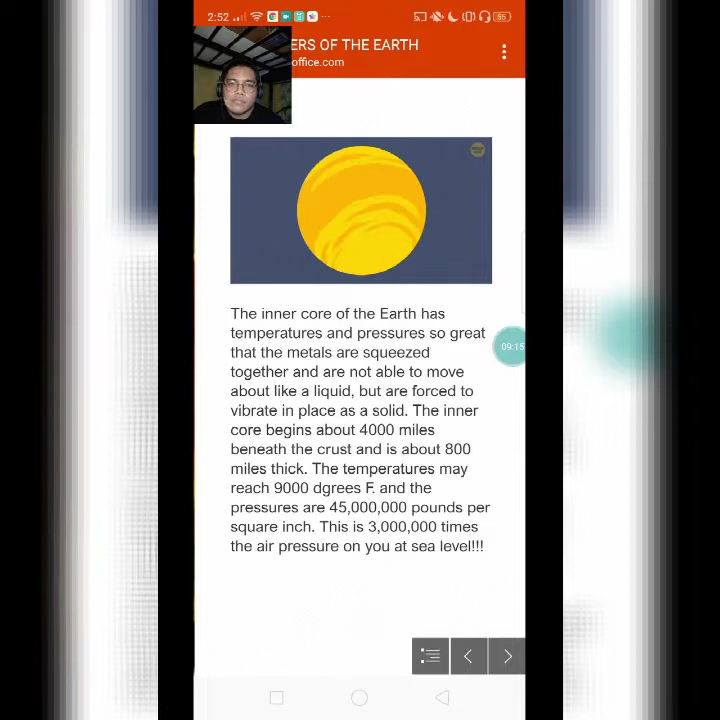 2:52
55
ERS OF THE EARTH
office.com
The inner core of the Earth has
temperatures and pressures so great
that the metals are squeezed
together and are not able to move
about like a liquid, but are forced to
vibrate in place as a solid. The inner
core begins about 4000 miles
beneath the crust and is about 800
miles thick. The temperatures may
reach 9000 dgrees F. and the
pressures are 45,000,000 pounds per
square inch. This is 3,000,000 times
the air pressure on you at sea level!!!
09:15